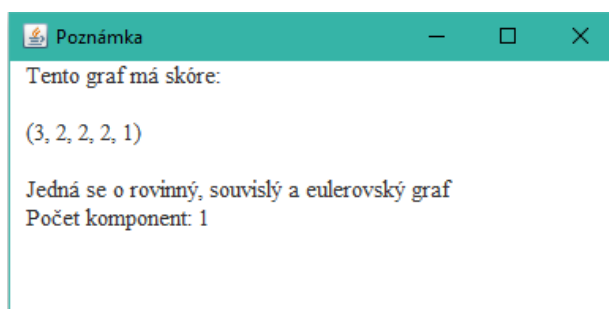 Poznámka
Tento graf má skóre:
(3, 2, 2, 2, 1)
Jedná se o rovinný, souvislý a eulerovský graf
Počet komponent: 1